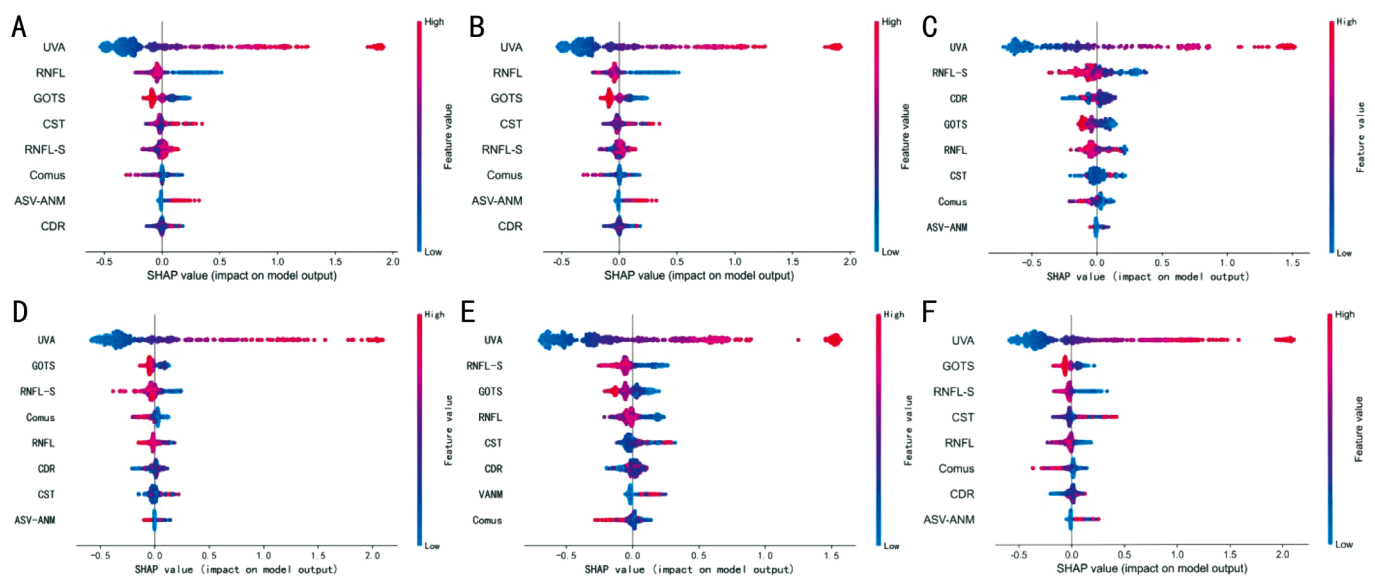 A
UVA
RNFL
GOTS
CST
RNFL-S
Comus
ASV-ANM
CDR
-0.5 0.0 0.5 1.0 1.5 2.0
SHAP value (impact on model output)
High
Feature value
Low
B
UVA
RNFL
GOTS
CST
RNFL-S
Comus
ASV-ANM
CDR
-0.5 0.0 0.5 1.0 1.5 2.0
SHAP value (impact on model output)
High
Feature value
Low
C
UVA
RNFL-S
CDR
GOTS
RNFL
CST
Comus
ASV-ANM
-0.5 0.0 0.5 1.0 1.5
SHAP value (impact on model output)
High
Feature value
Low
D
UVA
GOTS
RNFL-S
Comus
RNFL
CDR
CST
ASV-ANM
-0.5 0.0 0.5 1.0 1.5 2.0
SHAP value (impact on model output)
High
Feature value
Low
E
UVA
RNFL-S
GOTS
RNFL
CST
CDR
VANM
Comus
-0.5 0.0 0.5 1.0 1.5
SHAP value (impact on model output)
High
Feature value
Low
F
UVA
GOTS
RNFL-S
CST
RNFL
Comus
CDR
ASV-ANM
-0.5 0.0 0.5 1.0 1.5 2.0
SHAP value (impact on model output)
High
Feature value
Low